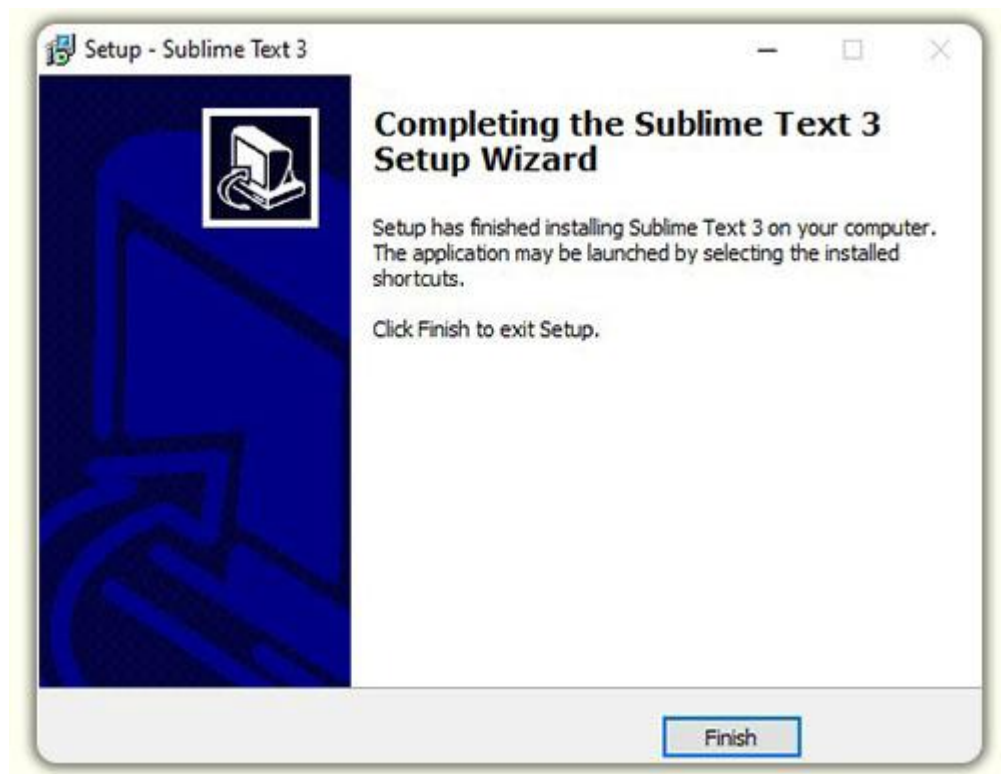 Setup - Sublime Text 3
Completing the Sublime Text 3
Setup Wizard
Setup has finished installing Sublime Text 3 on your computer.
The application may be launched by selecting the installed
shortcuts.
Click Finish to exit Setup.
Finish